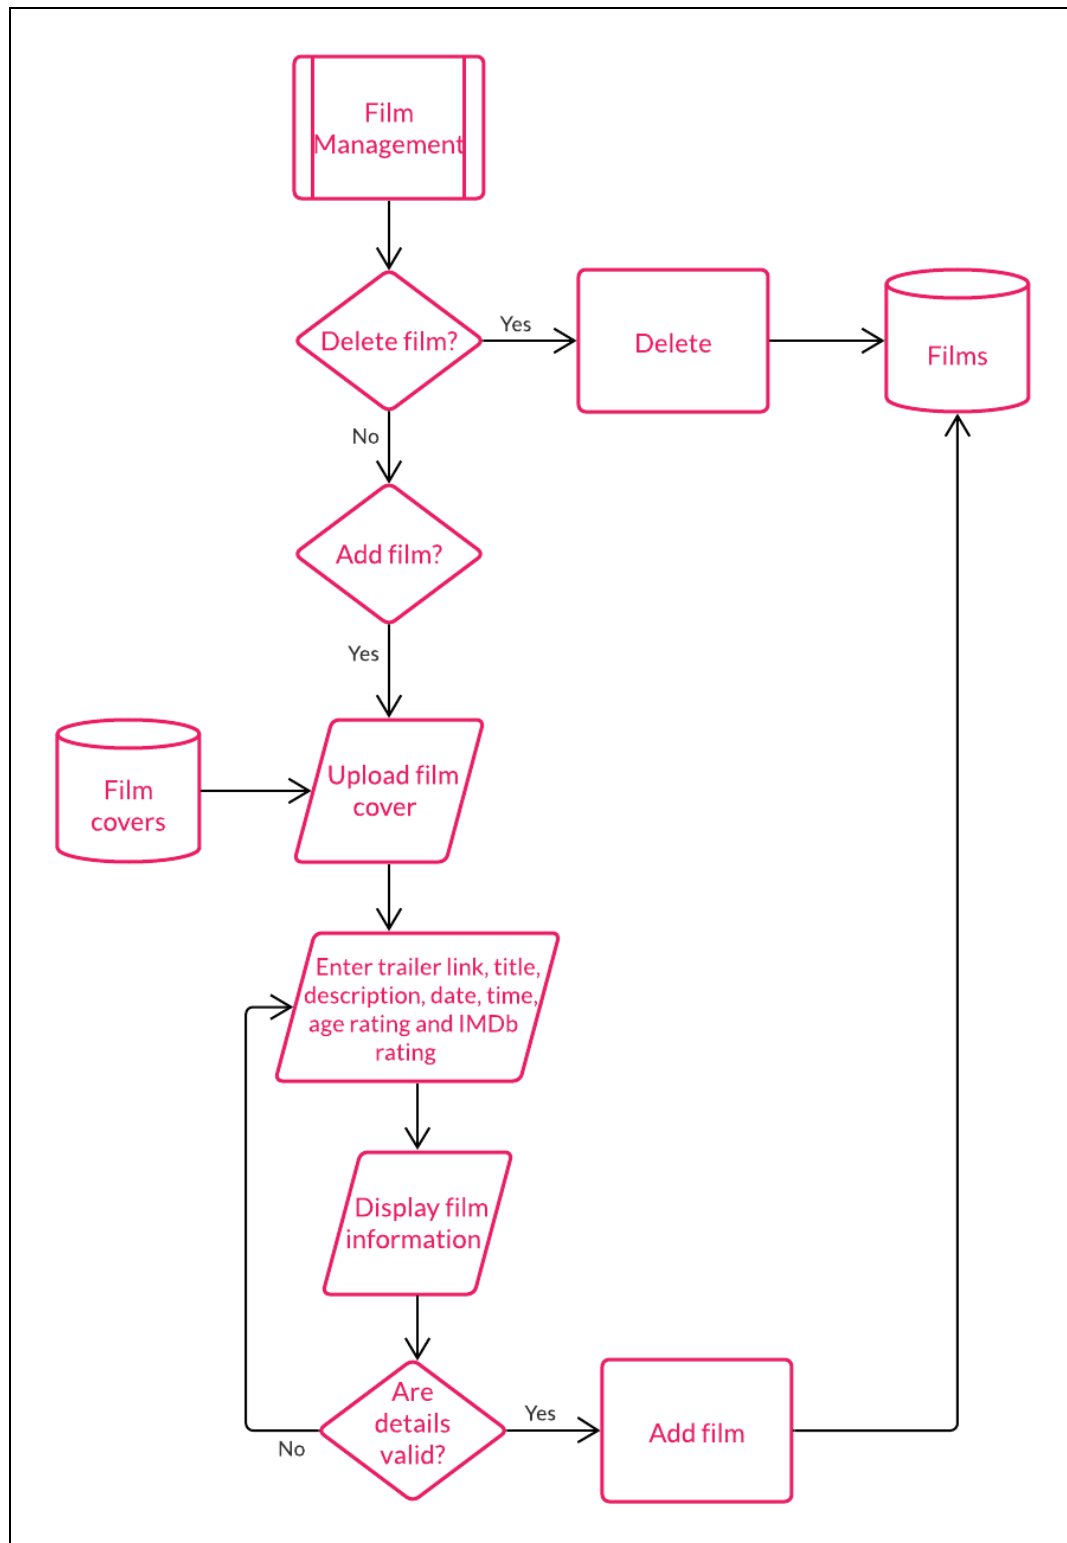 Film
Management
Delete film?
Yes
Delete
Films
No
Add film?
Yes
Film
covers
Upload film
cover
Enter trailer link, title,
description, date, time,
age rating and IMDb
rating
Display film
information
Are
details
valid?
Yes
Add film
No